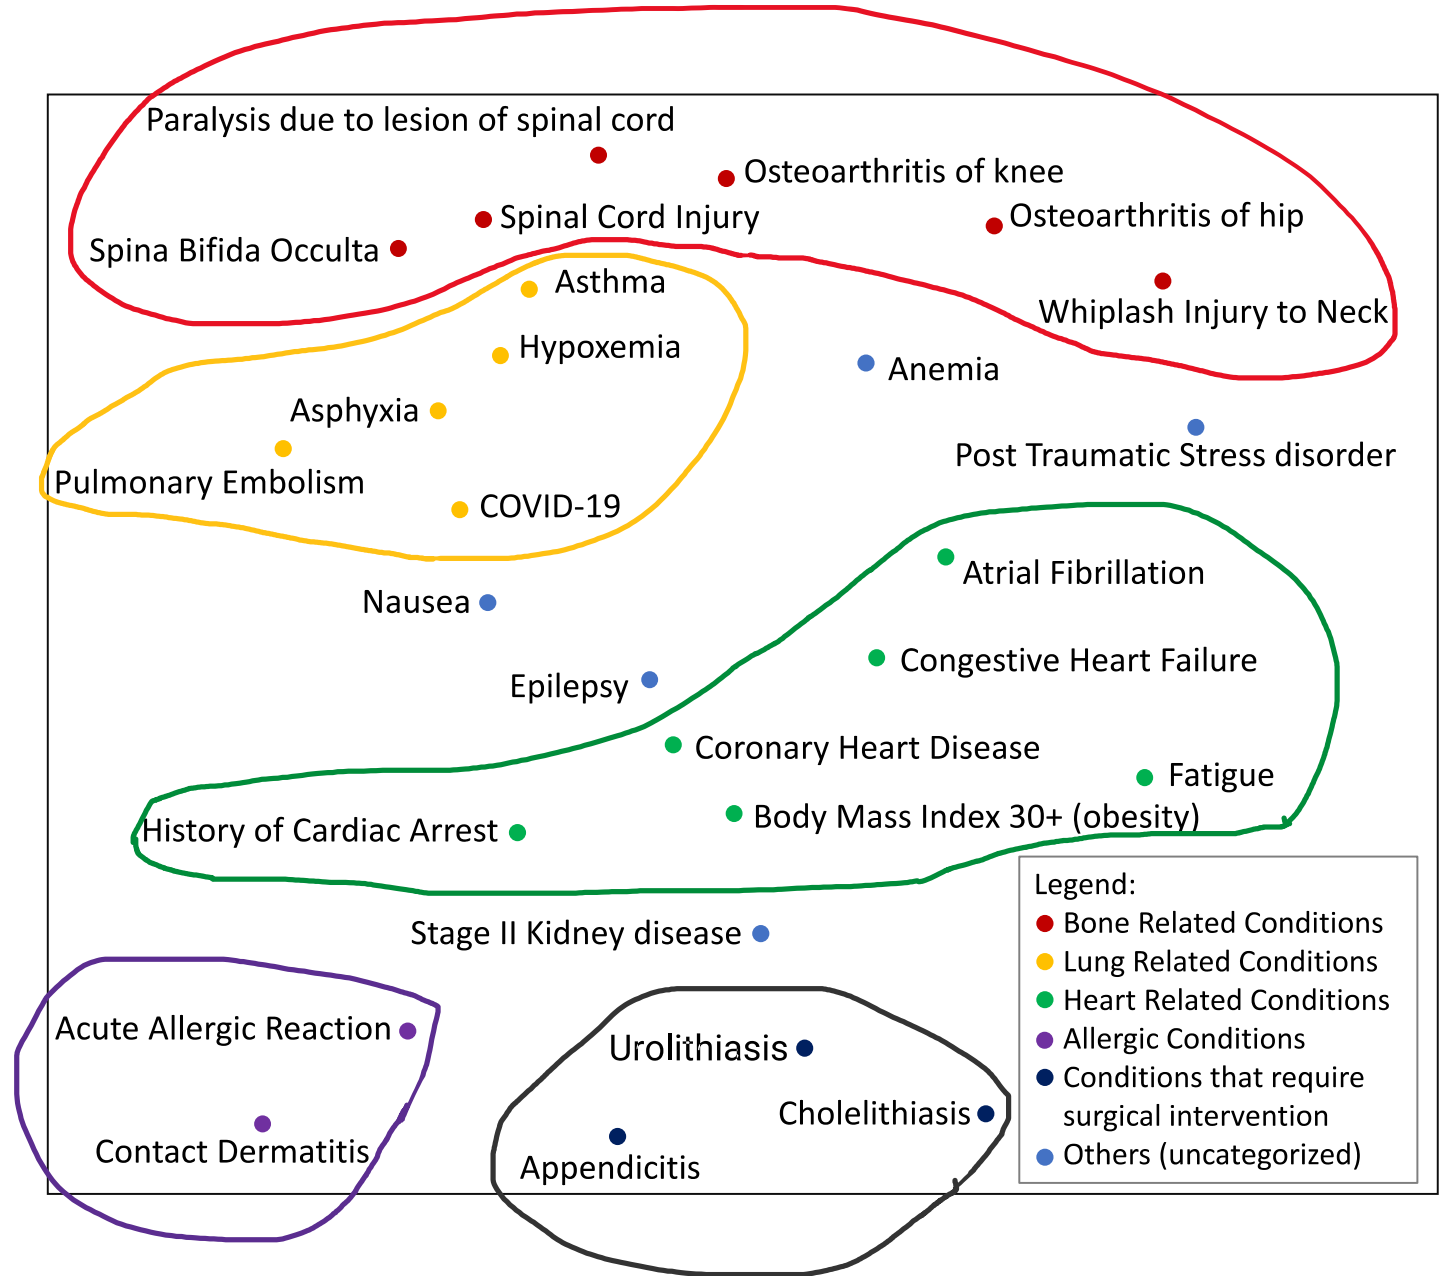 Paralysis due to lesion of spinal cord
Osteoarthritis of knee
Spinal Cord Injury
Osteoarthritis of hip
Spina Bifida Occulta
Asthma
Whiplash Injury to Neck
Hypoxemia
Anemia
Asphyxia
Post Traumatic Stress disorder
Pulmonary Embolism
COVID-19
Atrial Fibrillation
Nausea
Congestive Heart Failure
Epilepsy
Coronary Heart Disease
Fatigue
Body Mass Index 30+ (obesity)
History of Cardiac Arrest
Legend:
Bone Related Conditions
Lung Related Conditions
Heart Related Conditions
Allergic Conditions
Conditions that require
surgical intervention
Others (uncategorized)
Stage II Kidney disease
Acute Allergic Reaction
Urolithiasis
Cholelithiasis
Contact Dermatitis
Appendicitis